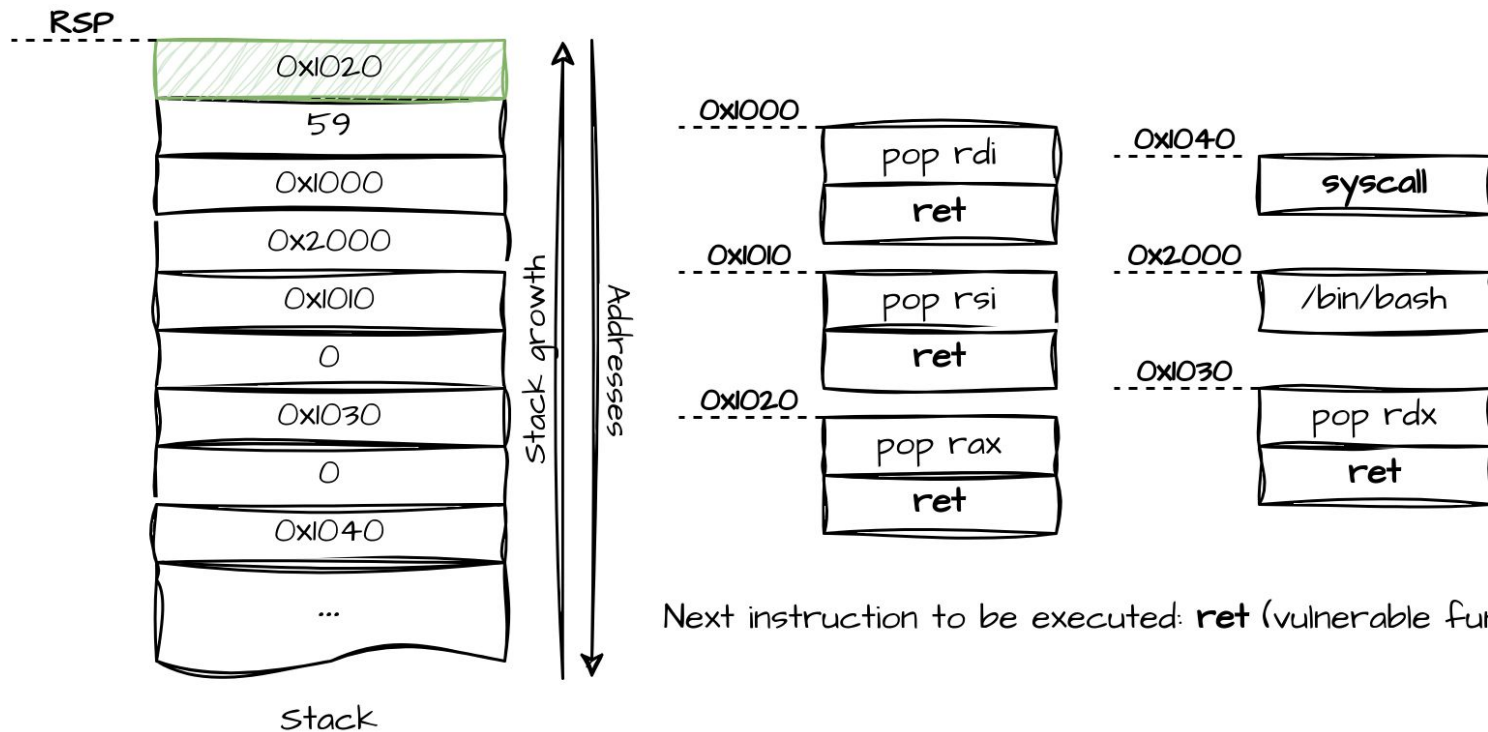 RSP
0x1020
59
0x1000
0x2000
0x1010
0
0x1030
0
0x1040
...
Stack
Stack growth
Addresses
0x1000
pop rdi
ret
0x1010
pop rsi
ret
0x1020
pop rax
ret
0x1040
syscall
0x2000
/bin/bash
0x1030
pop rdx
ret
Next instruction to be executed: ret (vulnerable